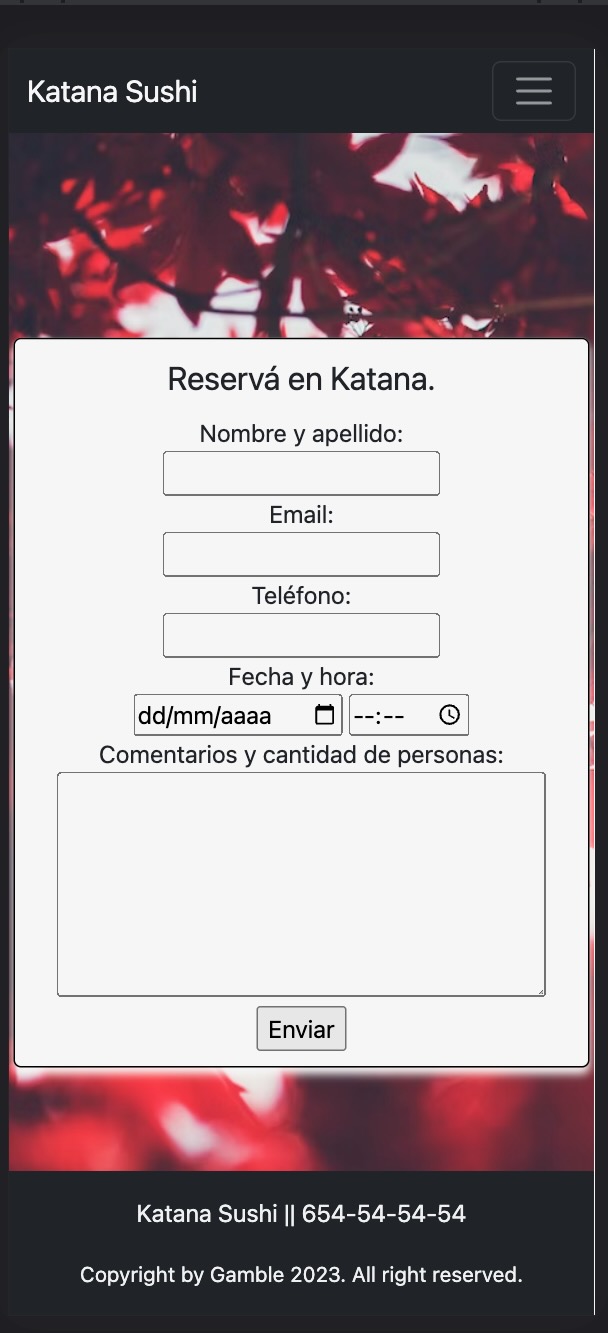 Katana Sushi
Reservá en Katana.
Nombre y apellido:
Email:
Teléfono:
Fecha y hora:
dd/mm/aaaa --:--
Comentarios y cantidad de personas:
Enviar
Katana Sushi || 654-54-54-54
Copyright by Gamble 2023. All right reserved.